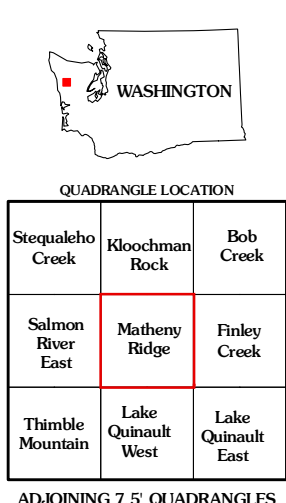 WASHINGTON
QUADRANGLE LOCATION
Stequaleho
Creek
Kloochman
Rock
Bob
Creek
Salmon
River
East
Matheny
Ridge
Finley
Creek
Thimble
Mountain
Lake
Quinault
West
Lake
Quinault
East
ADJOINING 7.5' QUADRANGLES